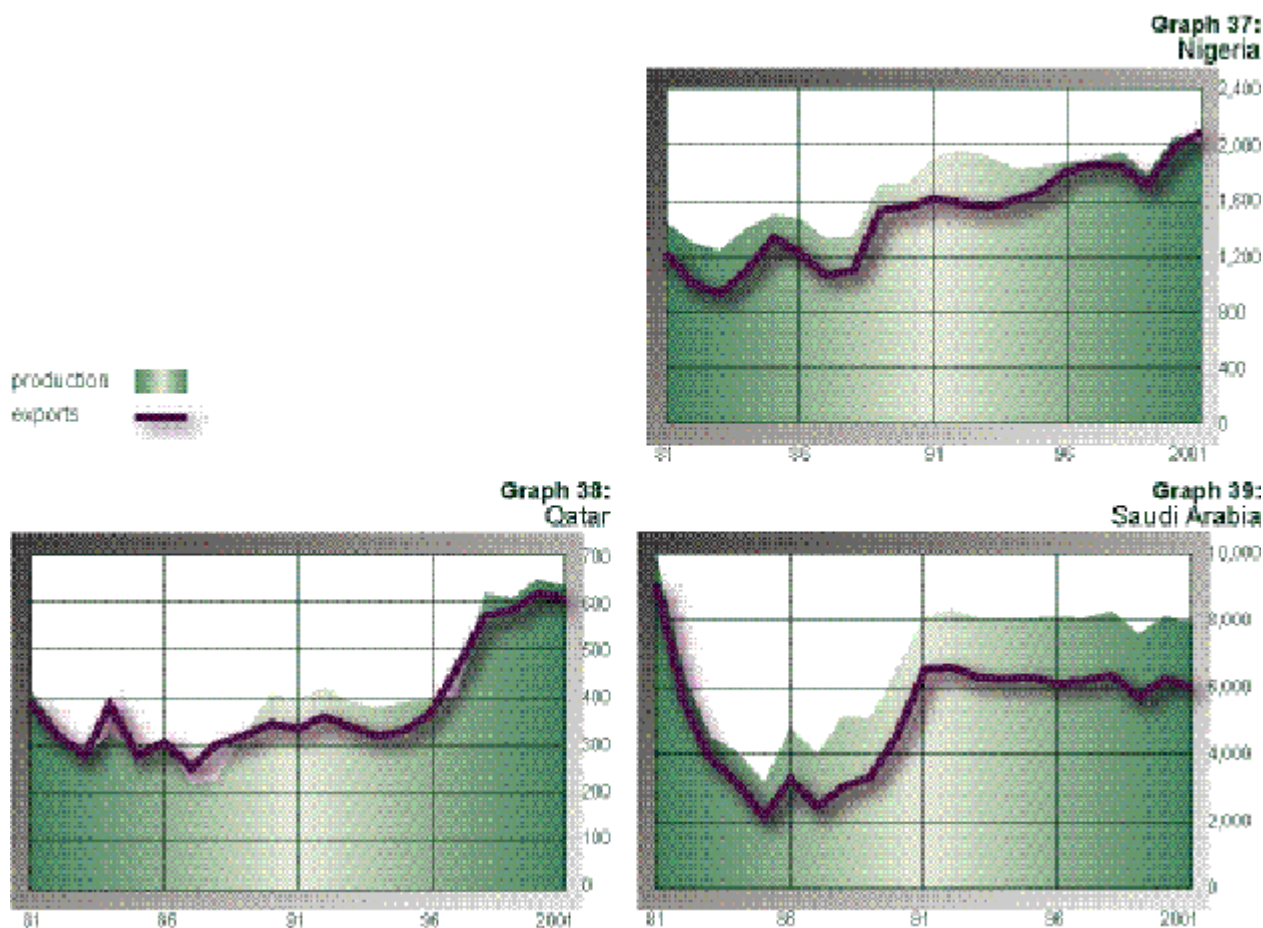 Graph 37:
Nigeria
2,400
2,000
1,600
1,200
800
400
0
81 86 91 96 2001
production
exports
Graph 38:
Qatar
700
600
500
400
300
200
100
0
81 86 91 96 2001
Graph 39:
Saudi Arabia
10,000
8,000
6,000
4,000
2,000
0
81 86 91 96 2001